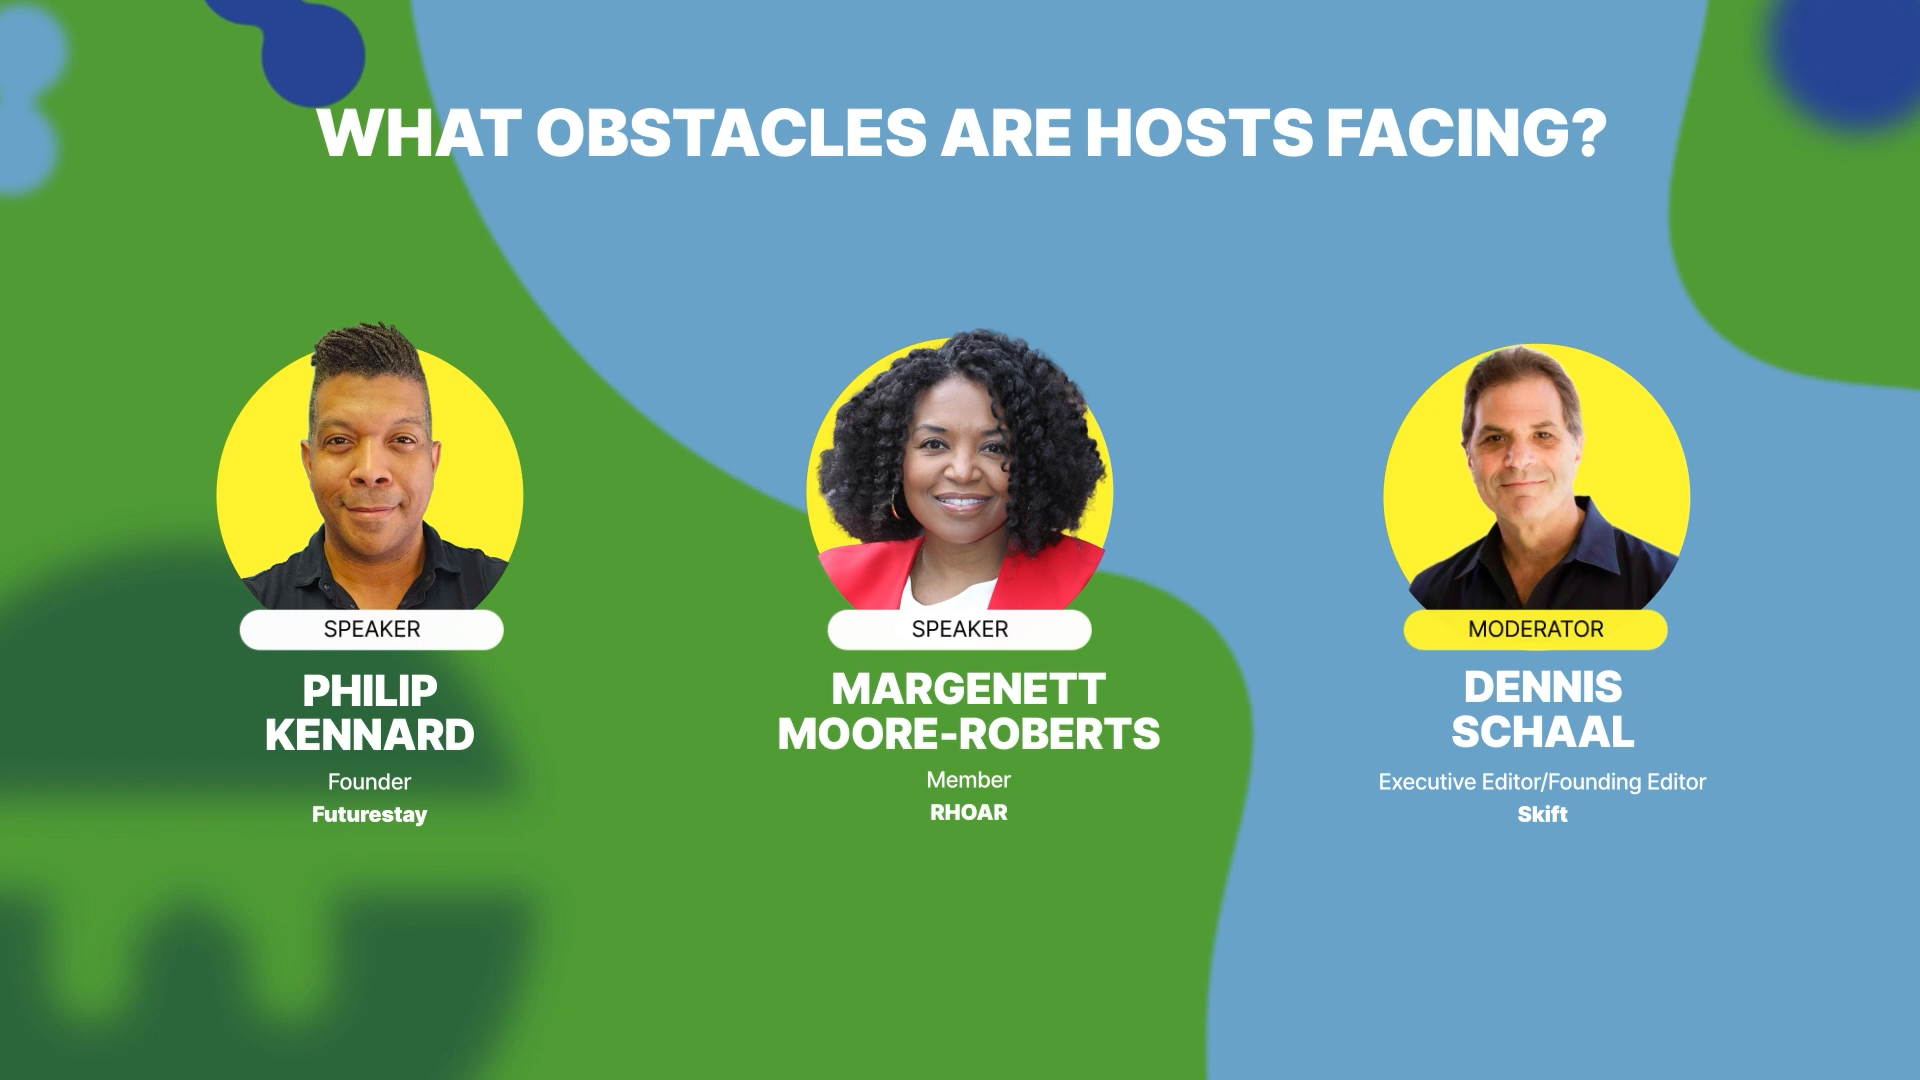 WHAT OBSTACLES ARE HOSTS FACING?
SPEAKER
PHILIP
KENNARD
Founder
Futurestay
SPEAKER
MARGENETT
MOORE-ROBERTS
Member
RHOAR
MODERATOR
DENNIS
SCHAAL
Executive Editor/Founding Editor
Skift